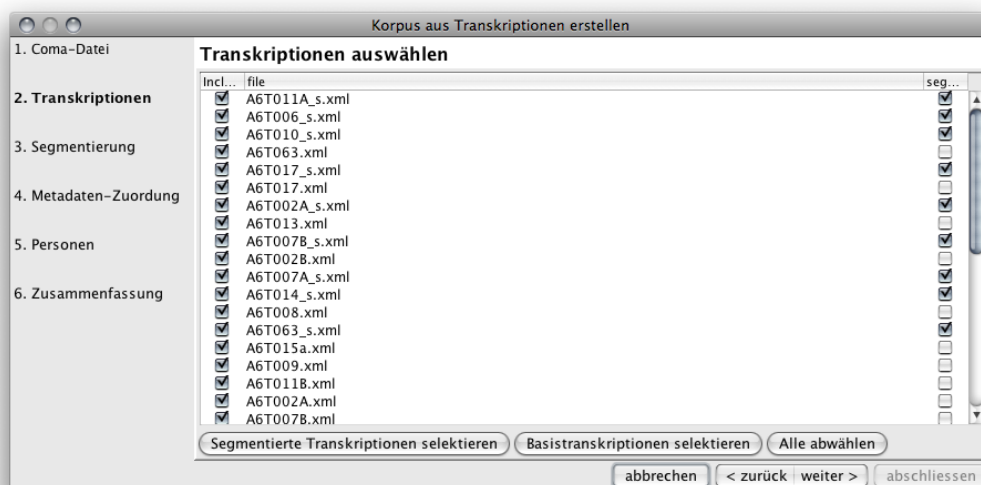 Korpus aus Transkriptionen erstellen
1. Coma-Datei
2. Transkriptionen
3. Segmentierung
4. Metadaten-Zuordung
5. Personen
6. Zusammenfassung
Transkriptionen auswählen
Incl... file seg...
A6T011A_s.xml
A6T006_s.xml
A6T010_s.xml
A6T063.xml
A6T017_s.xml
A6T017.xml
A6T002A_s.xml
A6T013.xml
A6T007B_s.xml
A6T002B.xml
A6T007A_s.xml
A6T014_s.xml
A6T008.xml
A6T063_s.xml
A6T015a.xml
A6T009.xml
A6T011B.xml
A6T002A.xml
A6T007B.xml
Segmentierte Transkriptionen selektieren Basistranskriptionen selektieren Alle abwählen
abbrechen < zurück weiter > abschliessen